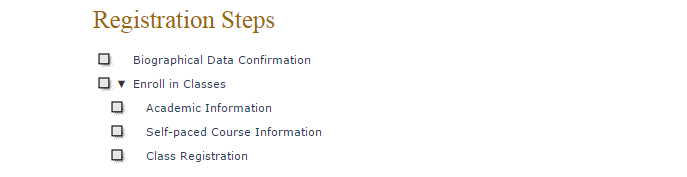 Registration Steps
Biographical Data Confirmation
Enroll in Classes
Academic Information
Self-paced Course Information
Class Registration